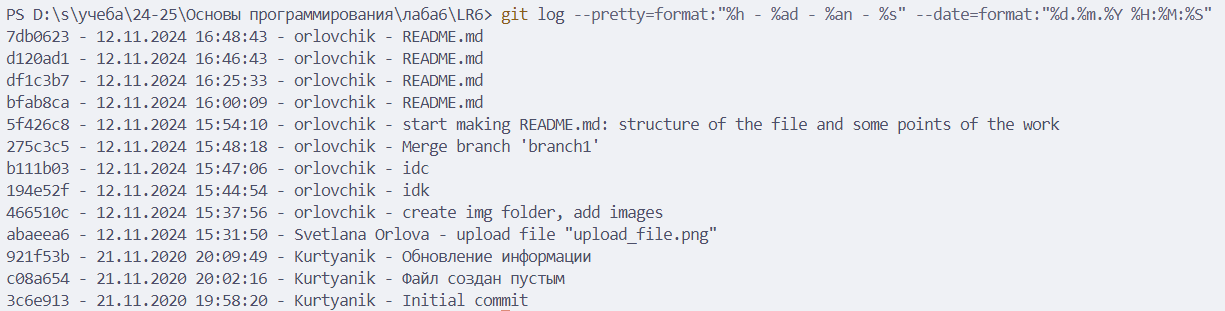 PS D:\s\учеба\24-25\Основы программирования\лаба6\LR6> git log --pretty=format:"%h - %ad - %an - %s" --date=format:"%d.%m.%Y %H:%M:%S"
7db0623 - 12.11.2024 16:48:43 - orlovchik - README.md
d120ad1 - 12.11.2024 16:46:43 - orlovchik - README.md
df1c3b7 - 12.11.2024 16:25:33 - orlovchik - README.md
bfab8ca - 12.11.2024 16:00:09 - orlovchik - README.md
5f426c8 - 12.11.2024 15:54:10 - orlovchik - start making README.md: structure of the file and some points of the work
275c3c5 - 12.11.2024 15:48:18 - orlovchik - Merge branch 'branch1'
b111b03 - 12.11.2024 15:47:06 - orlovchik - idc
194e52f - 12.11.2024 15:44:54 - orlovchik - idk
466510c - 12.11.2024 15:37:56 - orlovchik - create img folder, add images
abaeea6 - 12.11.2024 15:31:50 - Svetlana Orlova - upload file "upload_file.png"
921f53b - 21.11.2020 20:09:49 - Kurtyanik - Обновление информации
c08a654 - 21.11.2020 20:02:16 - Kurtyanik - Файл создан пустым
3c6e913 - 21.11.2020 19:58:20 - Kurtyanik - Initial commit